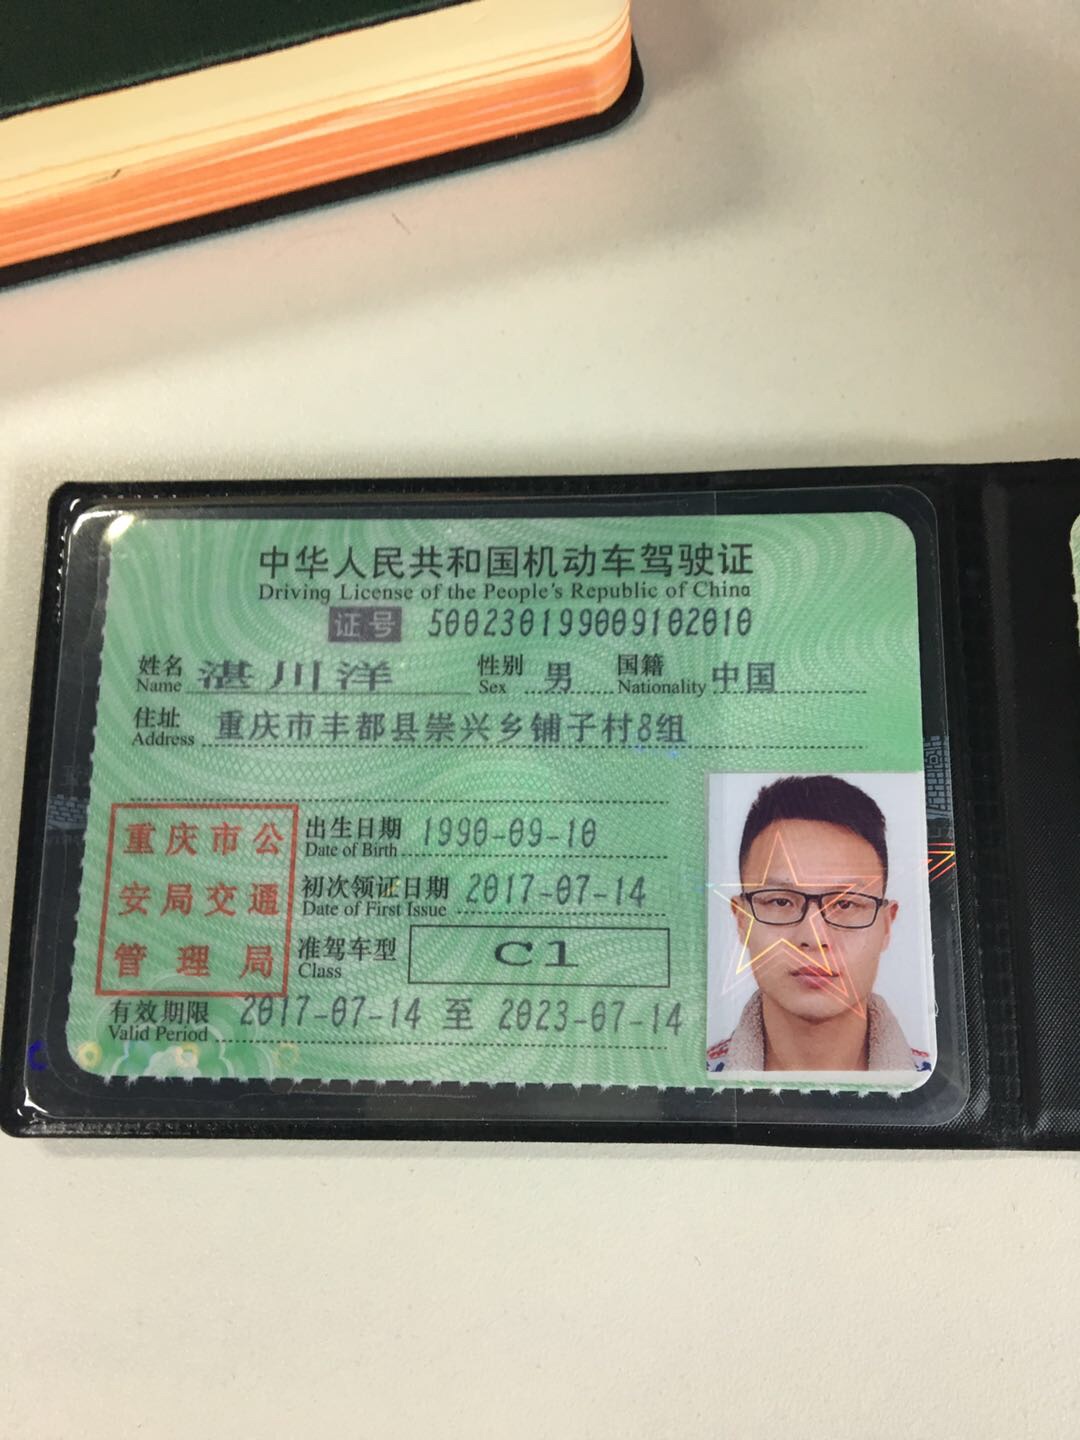 中华人民共和国机动车驾驶证
Driving License of the People's Republic of China
证号 500230199009102010
姓名 湛川洋 性别 男 国籍 中国
Name Sex Nationality
住址 重庆市丰都县崇兴乡铺子村8组
Address
重庆市公
安局交通
管理局
出生日期 1990-09-10
Date of Birth
初次领证日期 2017-07-14
Date of First Issue
准驾车型 C1
Class
有效期限 2017-07-14 至 2023-07-14
Valid Period